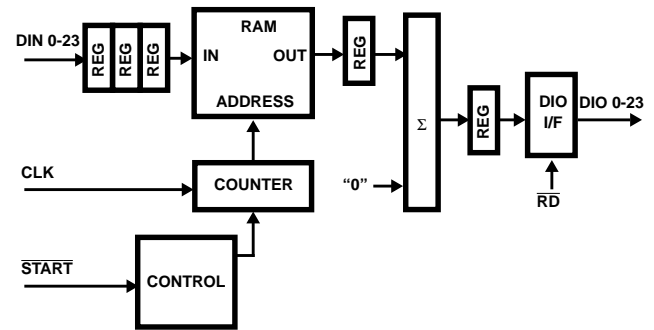 DIN 0-23
REG
REG
REG
RAM
IN
OUT
ADDRESS
REG
Σ
REG
DIO
I/F
DIO 0-23
CLK
COUNTER
“0”
RD
START
CONTROL